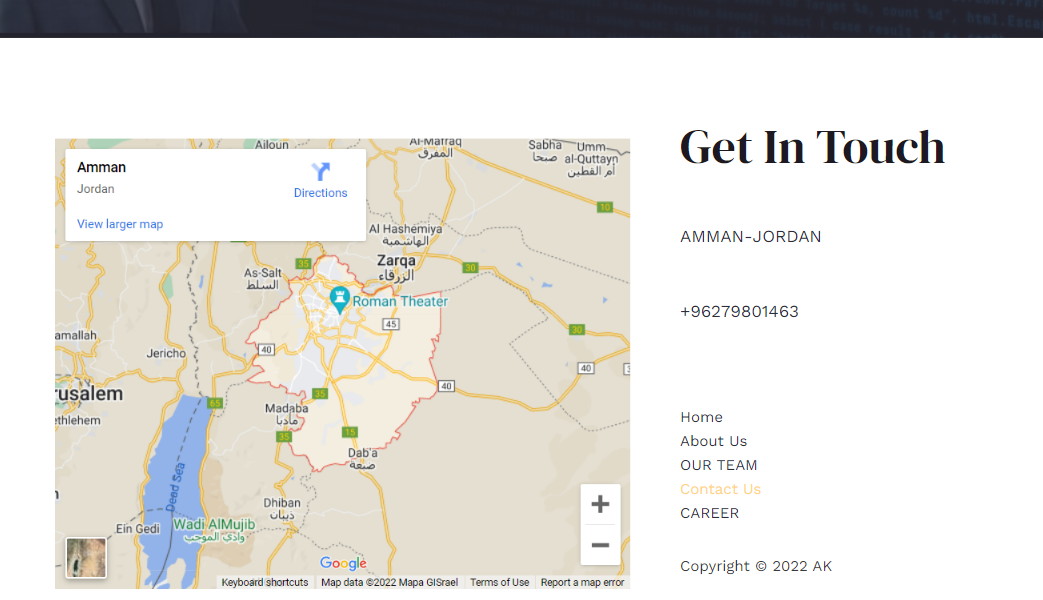 Get In Touch
AMMAN-JORDAN
+96279801463
Home
About Us
OUR TEAM
Contact Us
CAREER
Copyright © 2022 AK
Amman
Jordan
Directions
View larger map
Ailoun
Al-Mafraq
المفرق
Sabha
صبحا
Umm
al-Quttayn
أم القطين
10
Al Hashemiya
الهاشمية
Zarqa
الزرقاء
35
30
As-Salt
السلط
Roman Theater
45
30
amallah
40
Jericho
40
rusalem
40
35
65
ethlehem
Madaba
مادبا
35
15
Dab'a
ضبعة
Dead Sea
Dhiban
ذيبان
Ein Gedi
Wadi AlMujib
وادي الموجب
Google
Keyboard shortcuts
Map data ©2022 Mapa GISrael
Terms of Use
Report a map error